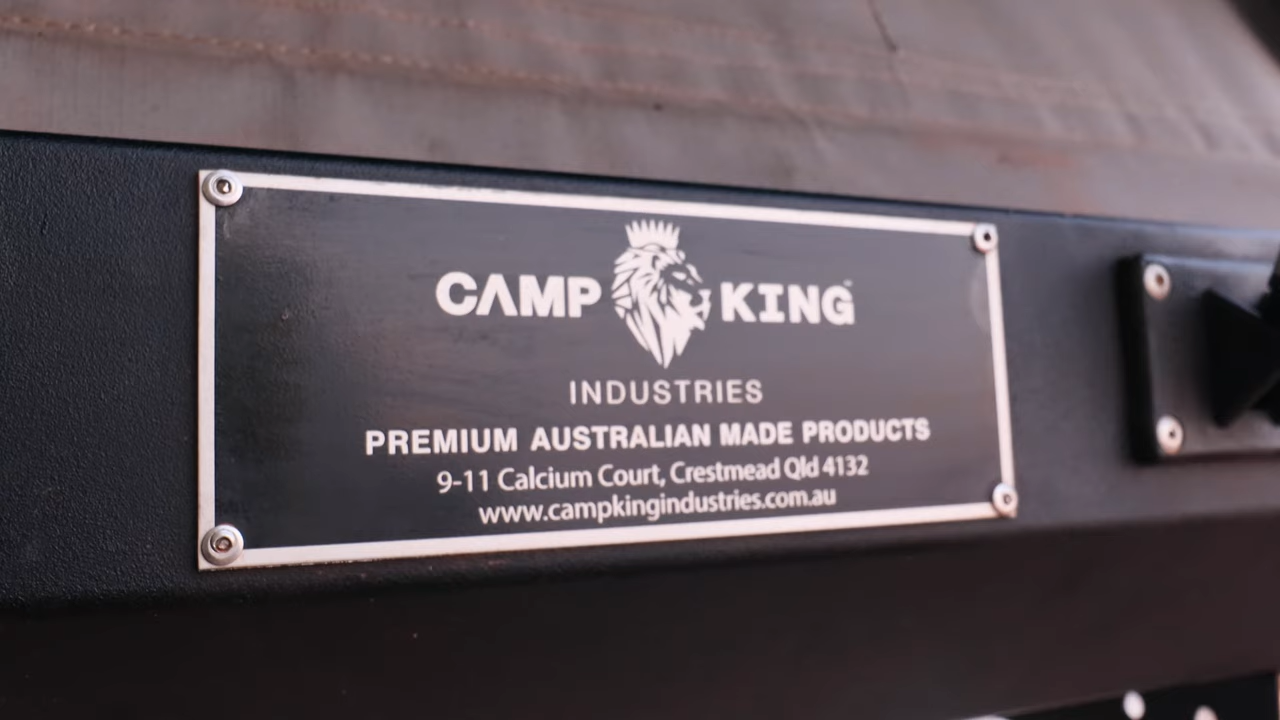 CAMP KING
INDUSTRIES
PREMIUM AUSTRALIAN MADE PRODUCTS
9-11 Calcium Court, Crestmead Qld 4132
www.campkingindustries.com.au